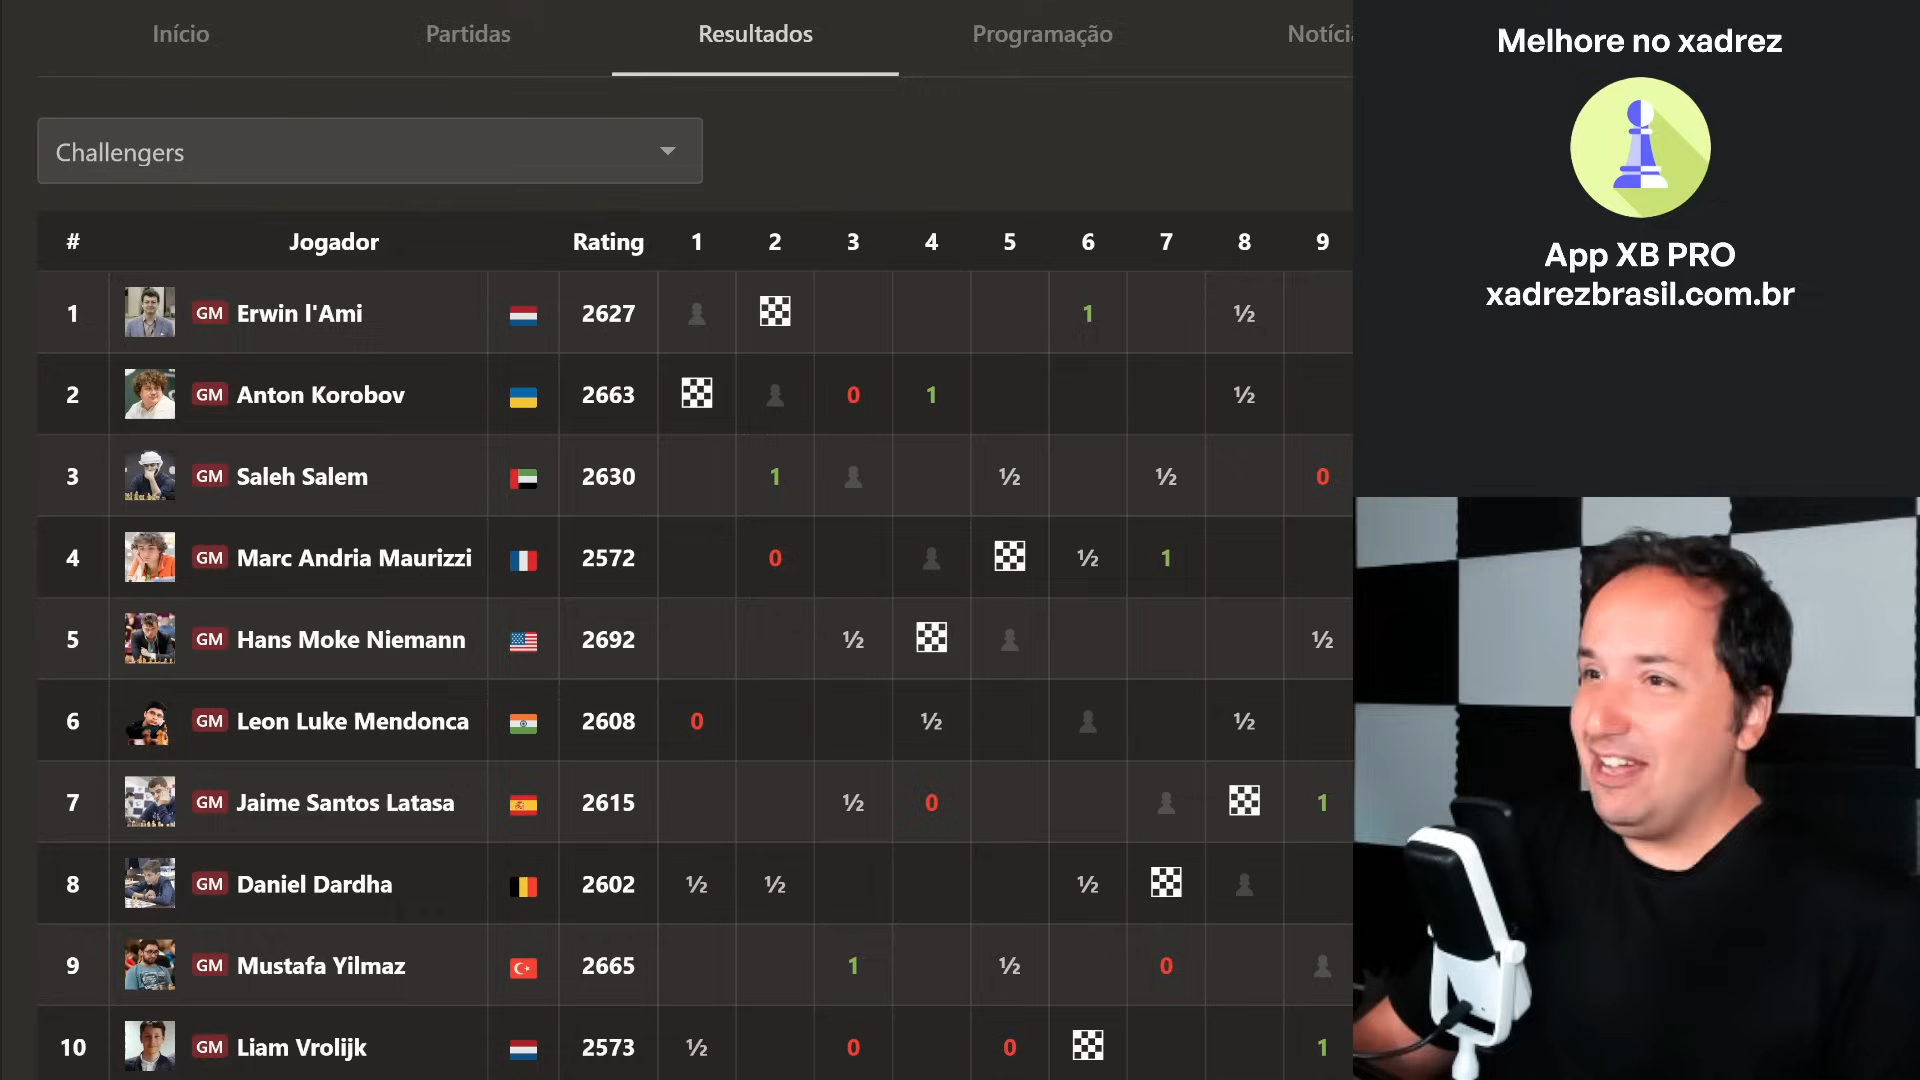 Início Partidas Resultados Programação Notíci
Melhore no xadrez
App XB PRO
xadrezbrasil.com.br
Challengers
# Jogador Rating 1 2 3 4 5 6 7 8 9
1 GM Erwin l'Ami 2627 1 ½
2 GM Anton Korobov 2663 0 1 ½
3 GM Saleh Salem 2630 1 ½ ½ 0
4 GM Marc Andria Maurizzi 2572 0 ½ 1
5 GM Hans Moke Niemann 2692 ½ ½
6 GM Leon Luke Mendonca 2608 0 ½ ½
7 GM Jaime Santos Latasa 2615 ½ 0 1
8 GM Daniel Dardha 2602 ½ ½ ½
9 GM Mustafa Yilmaz 2665 1 ½ 0
10 GM Liam Vrolijk 2573 ½ 0 0 1